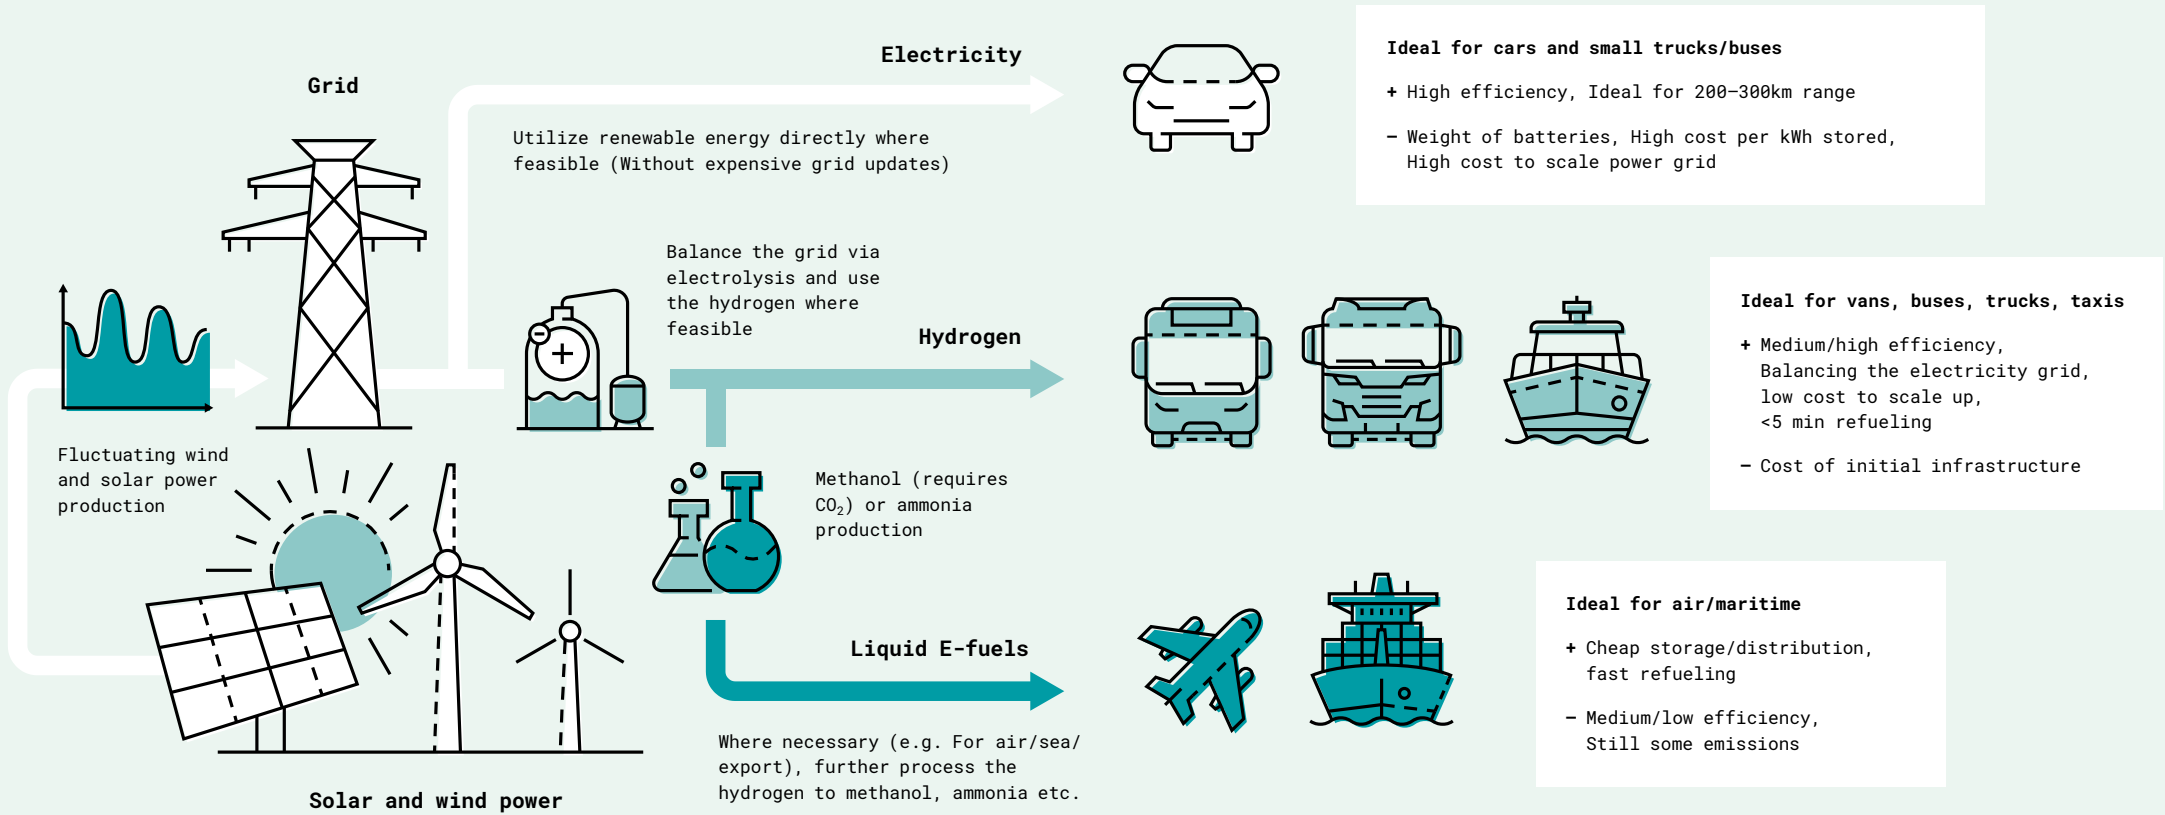 Grid
Fluctuating wind
and solar power
production
Solar and wind power
Electricity
Utilize renewable energy directly where
feasible (Without expensive grid updates)
Balance the grid via
electrolysis and use
the hydrogen where
feasible
Hydrogen
Methanol (requires
CO₂) or ammonia
production
Liquid E-fuels
Where necessary (e.g. For air/sea/
export), further process the
hydrogen to methanol, ammonia etc.
Ideal for cars and small trucks/buses
+ High efficiency, Ideal for 200–300km range
– Weight of batteries, High cost per kWh stored,
High cost to scale power grid
Ideal for vans, buses, trucks, taxis
+ Medium/high efficiency,
Balancing the electricity grid,
low cost to scale up,
<5 min refueling
– Cost of initial infrastructure
Ideal for air/maritime
+ Cheap storage/distribution,
fast refueling
– Medium/low efficiency,
Still some emissions